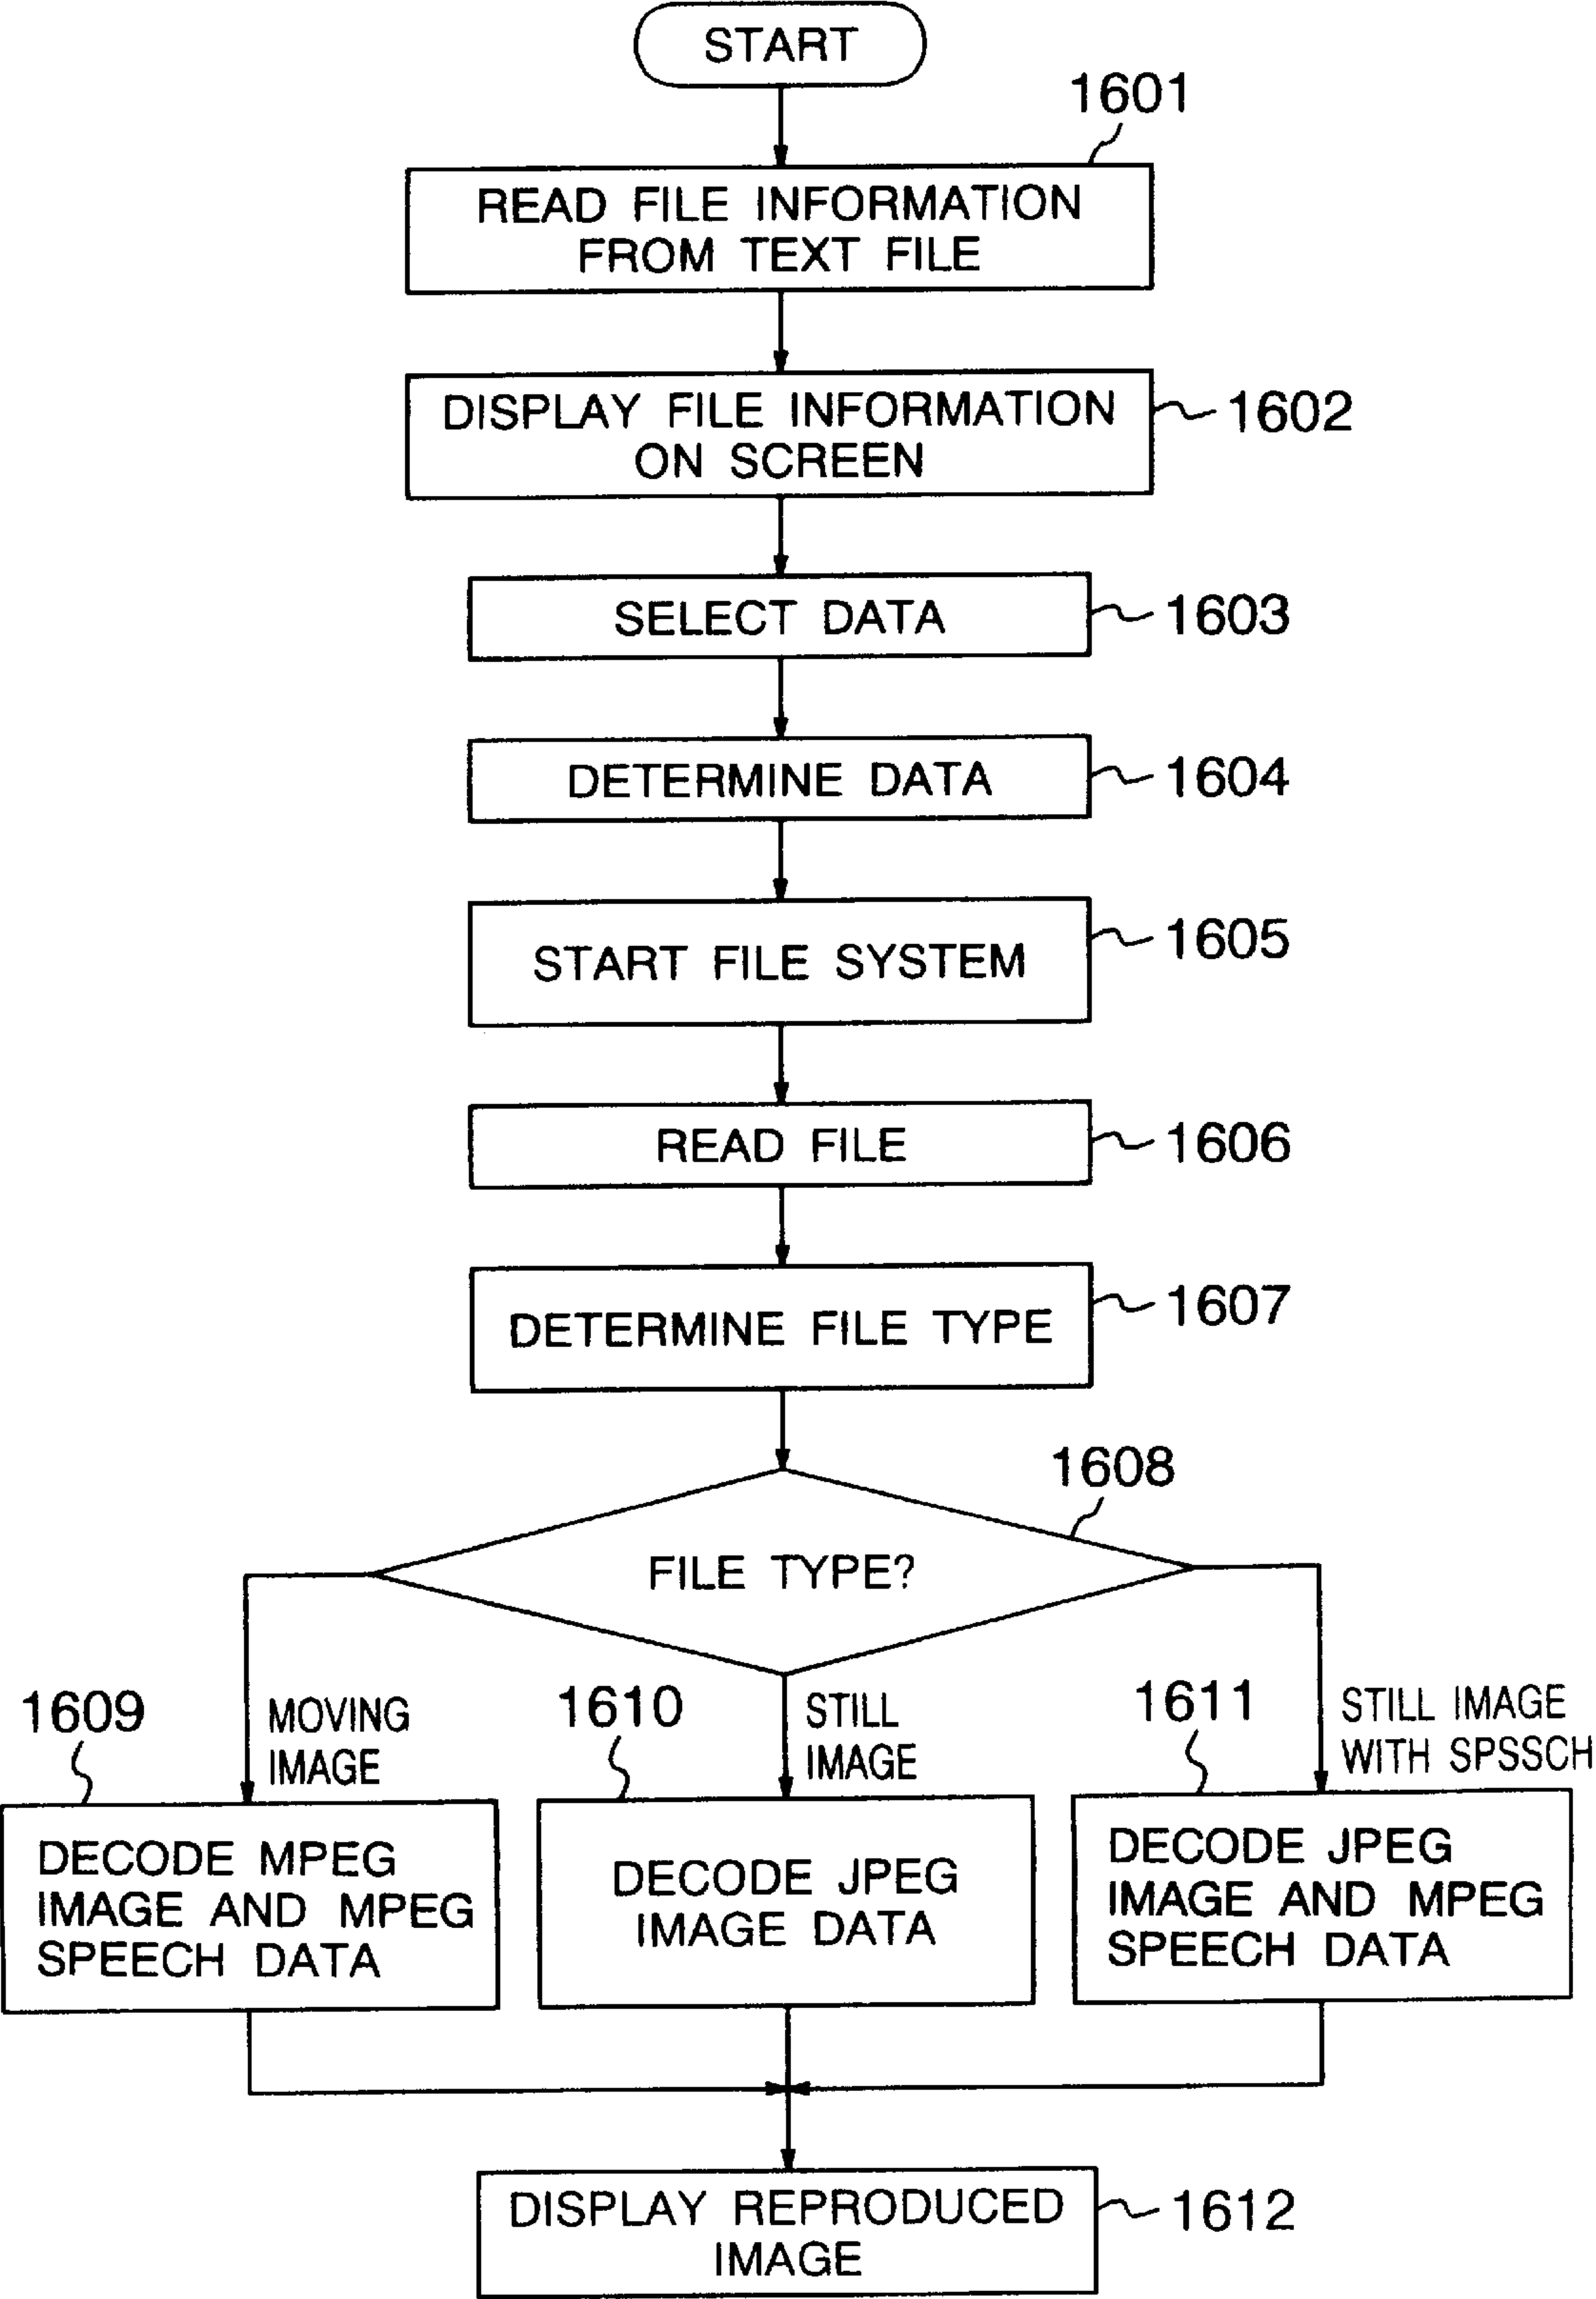 START
1601
READ FILE INFORMATION
FROM TEXT FILE
DISPLAY FILE INFORMATION
ON SCREEN
1602
SELECT DATA
1603
DETERMINE DATA
1604
START FILE SYSTEM
1605
READ FILE
1606
DETERMINE FILE TYPE
1607
1608
FILE TYPE?
1609
MOVING
IMAGE
1610
STILL
IMAGE
1611
STILL IMAGE
WITH SPSSCH
DECODE MPEG
IMAGE AND MPEG
SPEECH DATA
DECODE JPEG
IMAGE DATA
DECODE JPEG
IMAGE AND MPEG
SPEECH DATA
DISPLAY REPRODUCED
IMAGE
1612